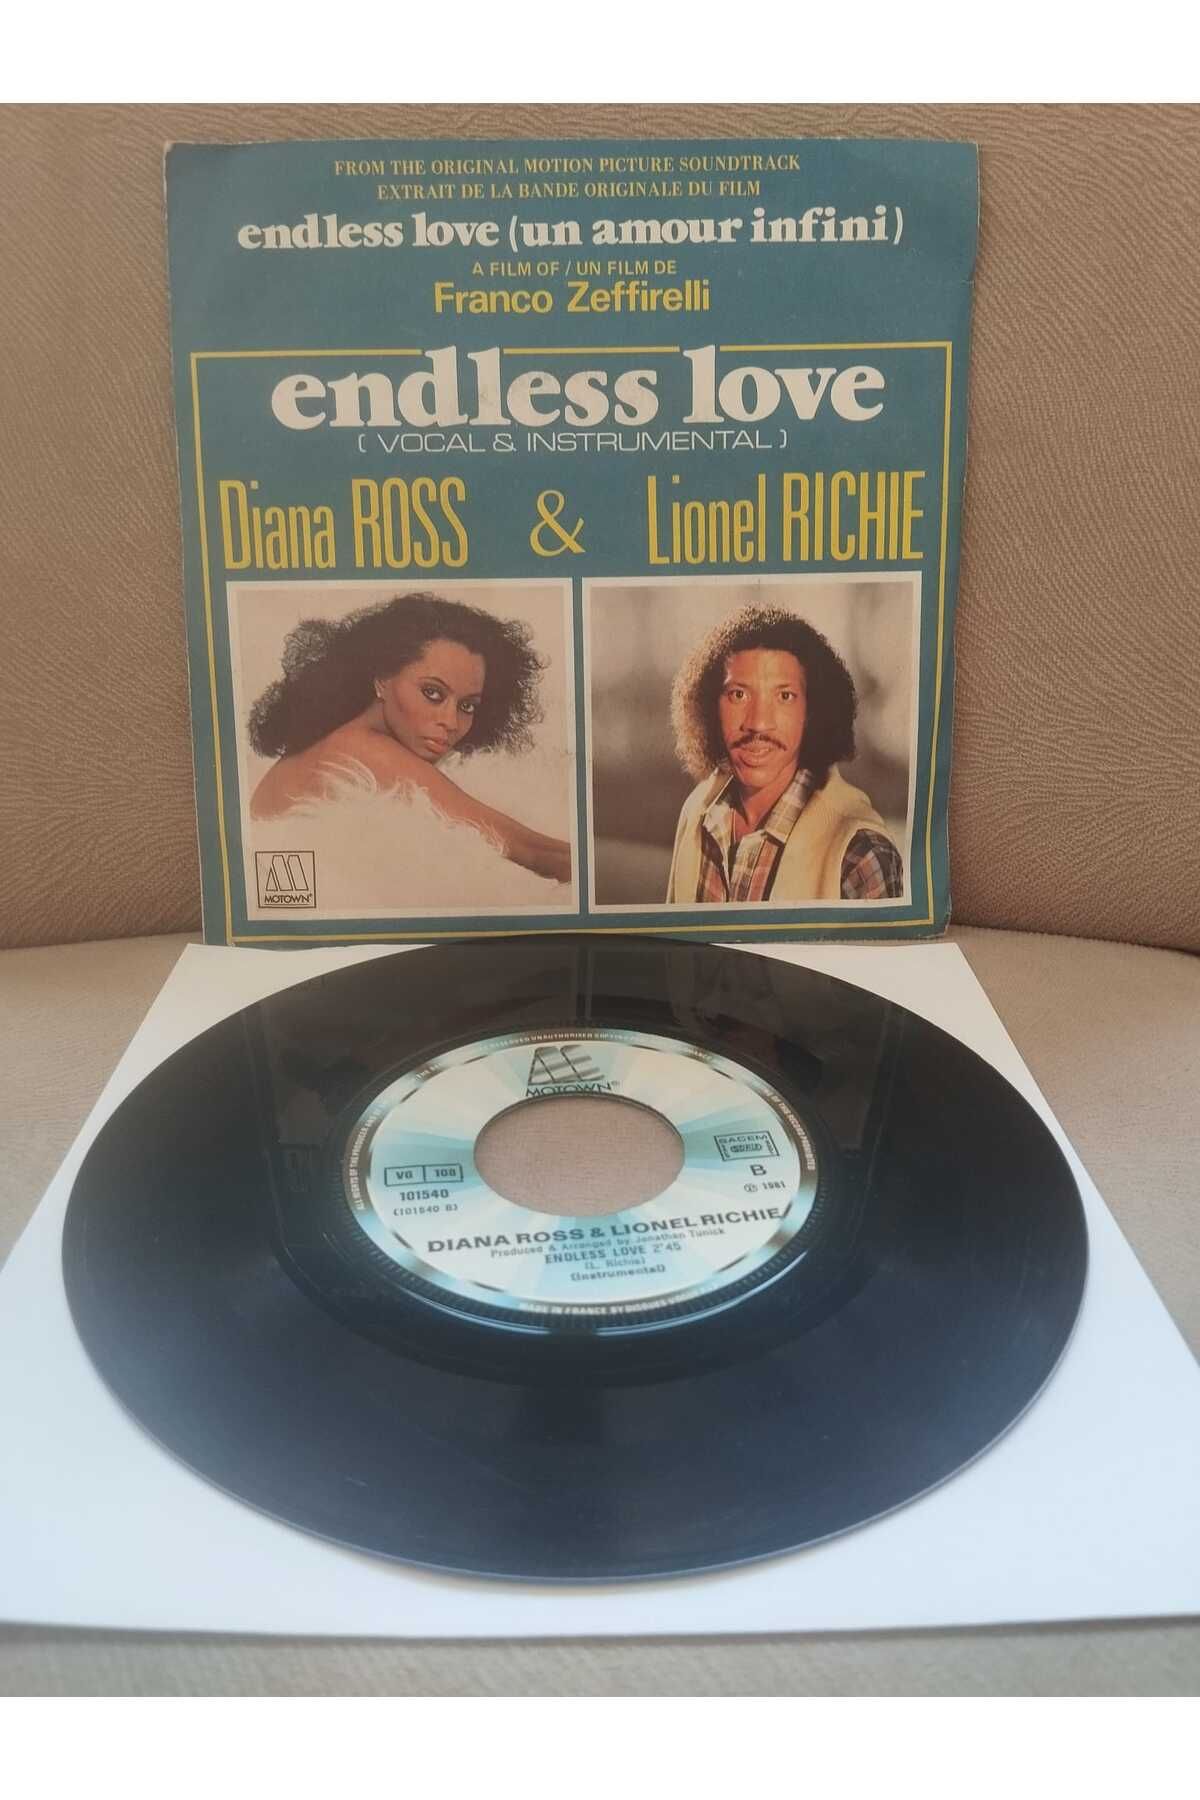 FROM THE ORIGINAL MOTION PICTURE SOUNDTRACK
EXTRAIT DE LA BANDE ORIGINALE DU FILM
endless love (un amour infini)
A FILM OF / UN FILM DE
Franco Zeffirelli
endless love
( VOCAL & INSTRUMENTAL )
Diana ROSS & Lionel RICHIE
MOTOWN®
MOTOWN®
VG 108
101540
(101540 B)
SACEM
B
℗ 1981
DIANA ROSS & LIONEL RICHIE
Produced & Arranged by Jonathan Tunick
ENDLESS LOVE 2'45
(L. Richie)
(Instrumental)
MADE IN FRANCE BY DISQUES VOGUE